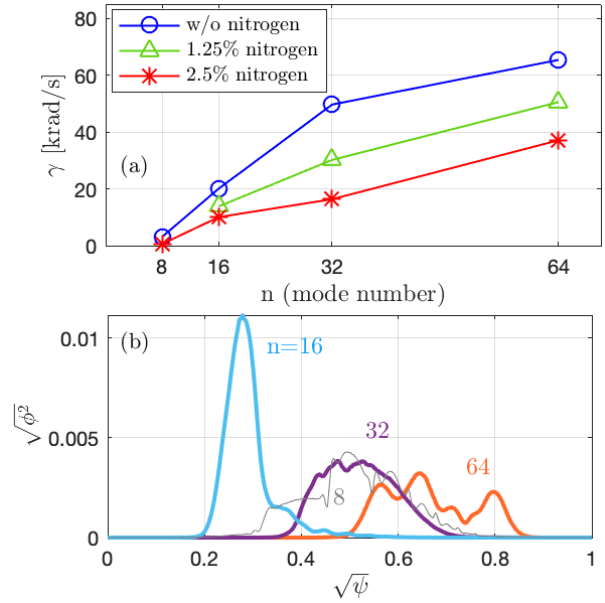 80
60
40
20
0
γ [krad/s]
w/o nitrogen
1.25% nitrogen
2.5% nitrogen
(a)
8 16 32 64
n (mode number)
0.01
0.005
0
√ϕ²
(b)
n=16
32
64
8
0 0.2 0.4 0.6 0.8 1
√ψ